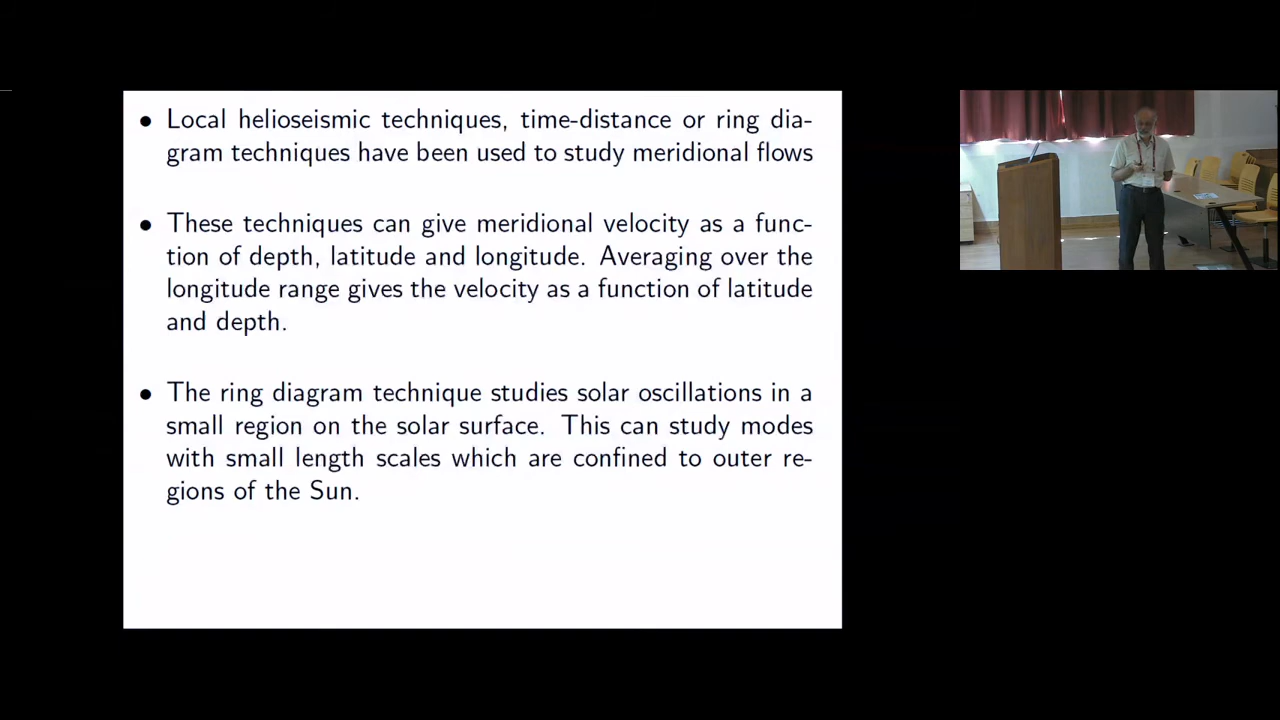 • Local helioseismic techniques, time-distance or ring dia-
gram techniques have been used to study meridional flows
• These techniques can give meridional velocity as a func-
tion of depth, latitude and longitude. Averaging over the
longitude range gives the velocity as a function of latitude
and depth.
• The ring diagram technique studies solar oscillations in a
small region on the solar surface. This can study modes
with small length scales which are confined to outer re-
gions of the Sun.